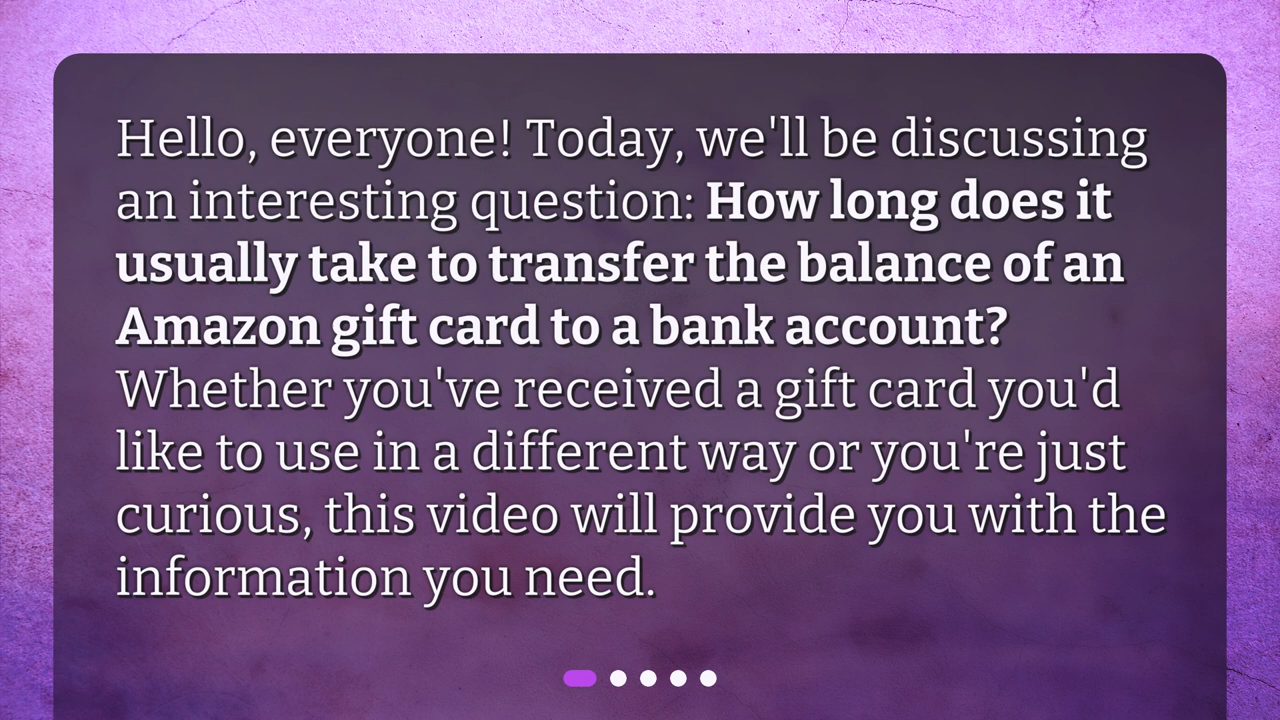 Hello, everyone! Today, we'll be discussing
an interesting question: How long does it
usually take to transfer the balance of an
Amazon gift card to a bank account?
Whether you've received a gift card you'd
like to use in a different way or you're just
curious, this video will provide you with the
information you need.